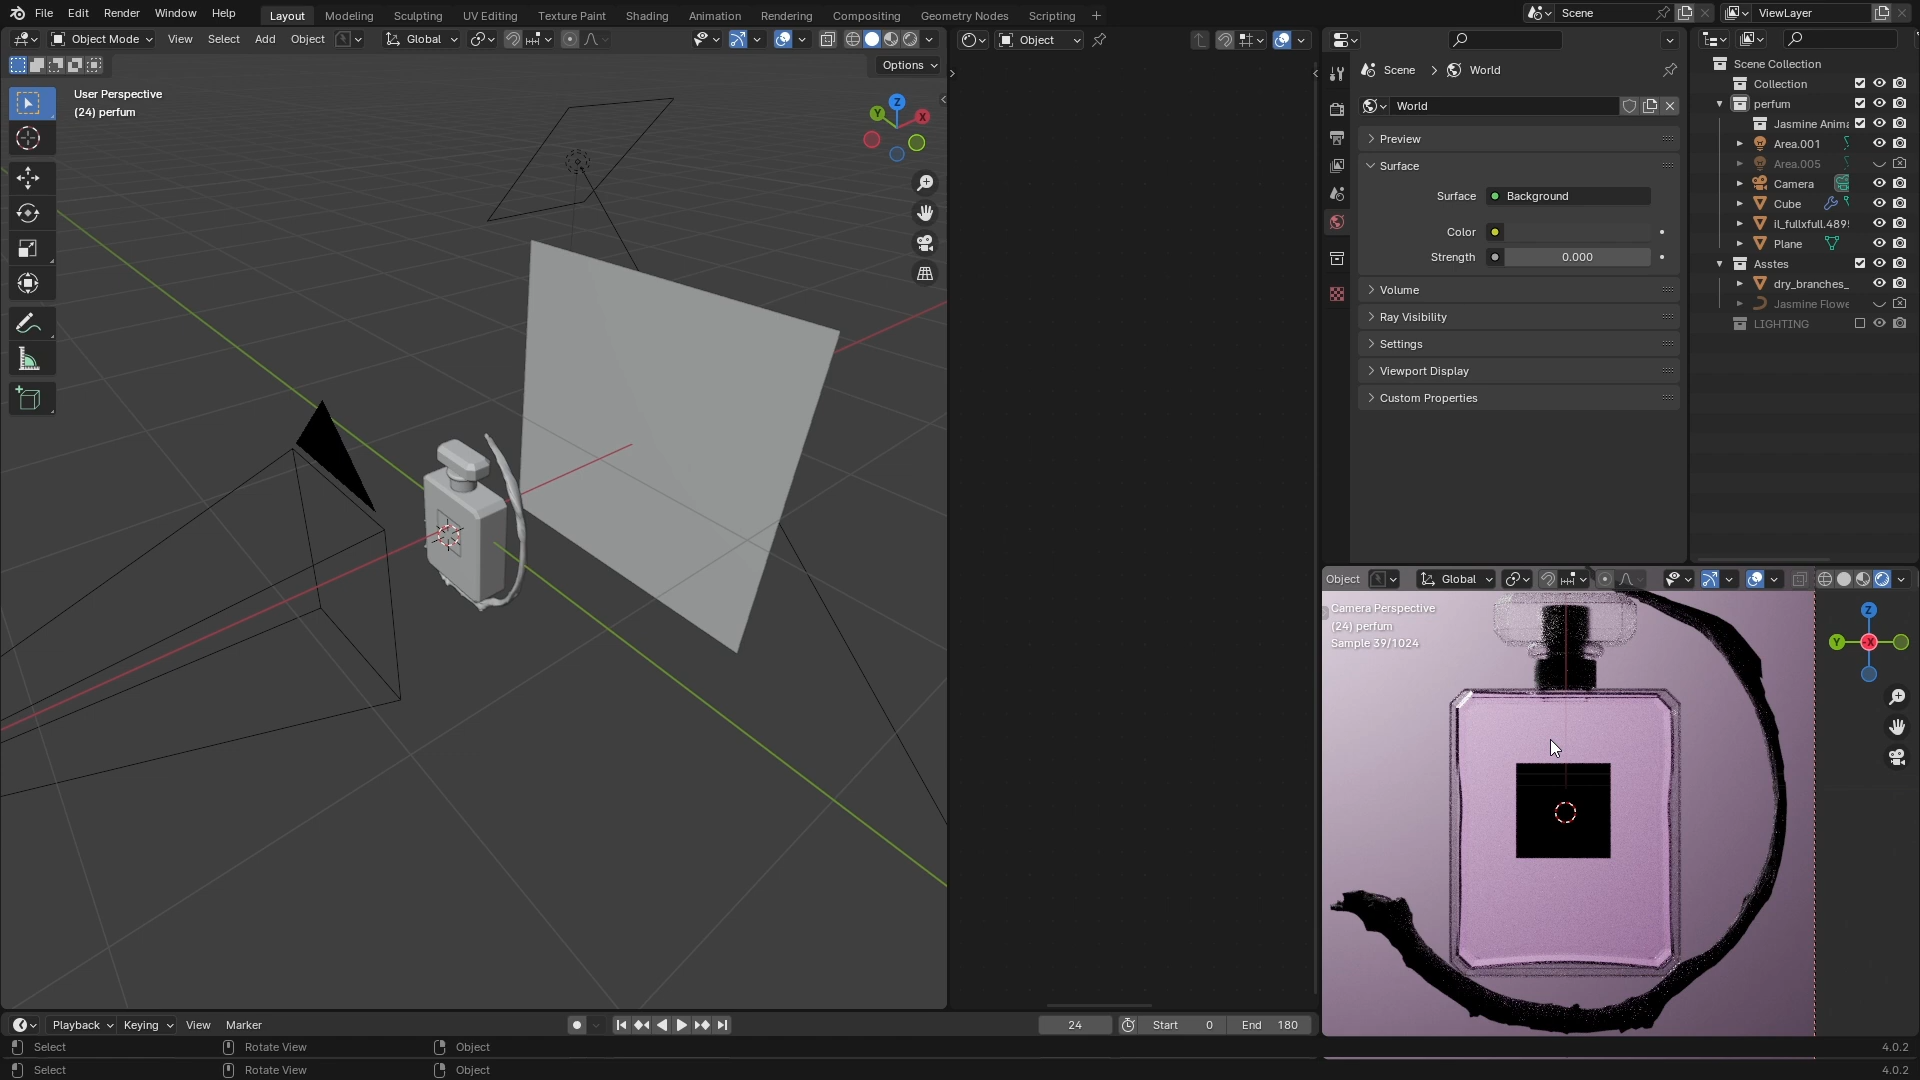 File Edit Render Window Help Layout Modeling Sculpting UV Editing Texture Paint Shading Animation Rendering Compositing Geometry Nodes Scripting Scene ViewLayer
Object Mode View Select Add Object Global Object
Options
User Perspective
(24) perfum
Z
Y
X
Scene > World
World
Preview
Surface
Surface Background
Color
Strength 0.000
Volume
Ray Visibility
Settings
Viewport Display
Custom Properties
Scene Collection
Collection
perfum
Jasmine Anima
Area.001
Area.005
Camera
Cube
il_fullxfull.489
Plane
Asstes
dry_branches_
Jasmine Flowe
LIGHTING
Object Global
Camera Perspective
(24) perfum
Sample 39/1024
Z
Y
-X
Playback Keying View Marker 24 Start 0 End 180
Select Rotate View Object 4.0.2
Select Rotate View Object 4.0.2